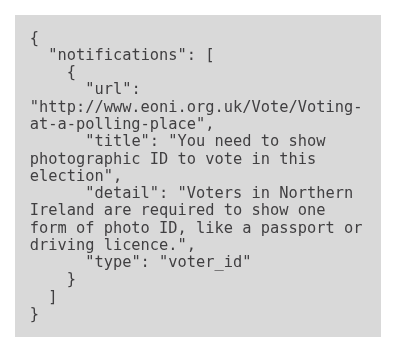 {
  "notifications": [
    {
      "url":
"http://www.eoni.org.uk/Vote/Voting-
at-a-polling-place",
      "title": "You need to show
photographic ID to vote in this
election",
      "detail": "Voters in Northern
Ireland are required to show one
form of photo ID, like a passport or
driving licence.",
      "type": "voter_id"
    }
  ]
}